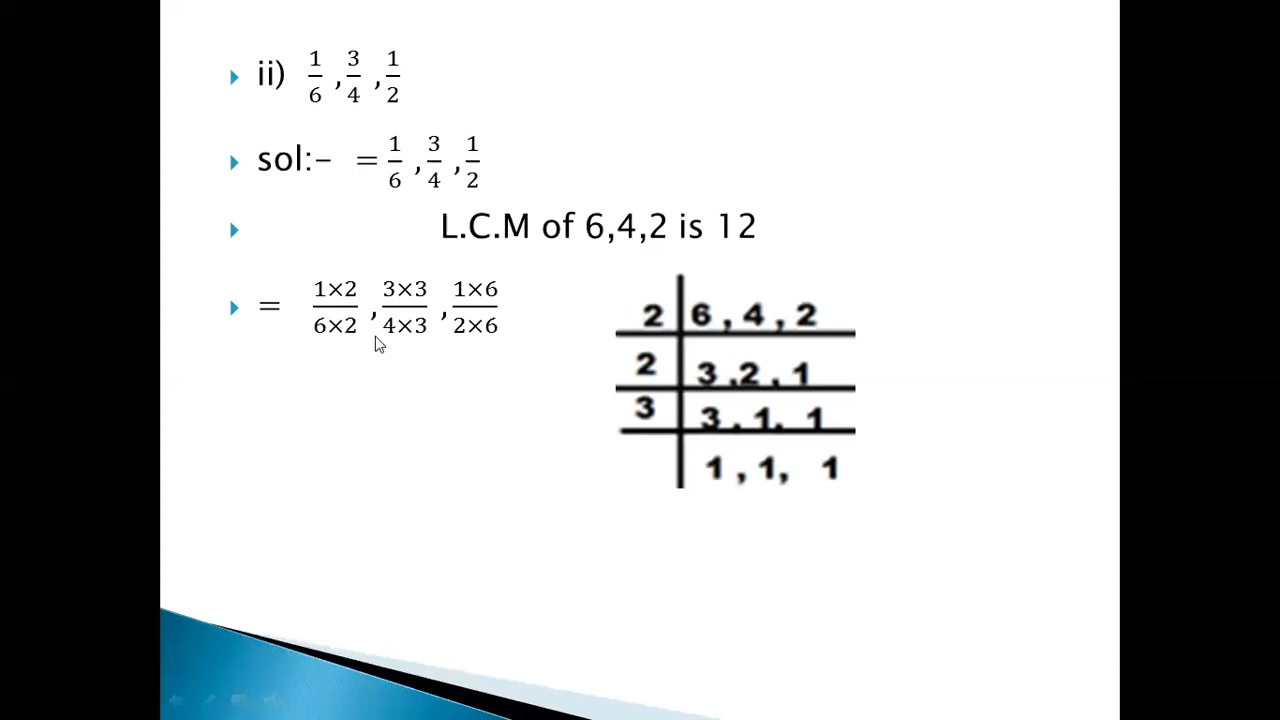 ii) 1/6 ,3/4 ,1/2
sol:- = 1/6 ,3/4 ,1/2
L.C.M of 6,4,2 is 12
= 1×2/6×2 ,3×3/4×3 ,1×6/2×6
2 | 6 , 4 , 2
2 | 3 ,2 , 1
3 | 3 , 1, 1
| 1 , 1, 1